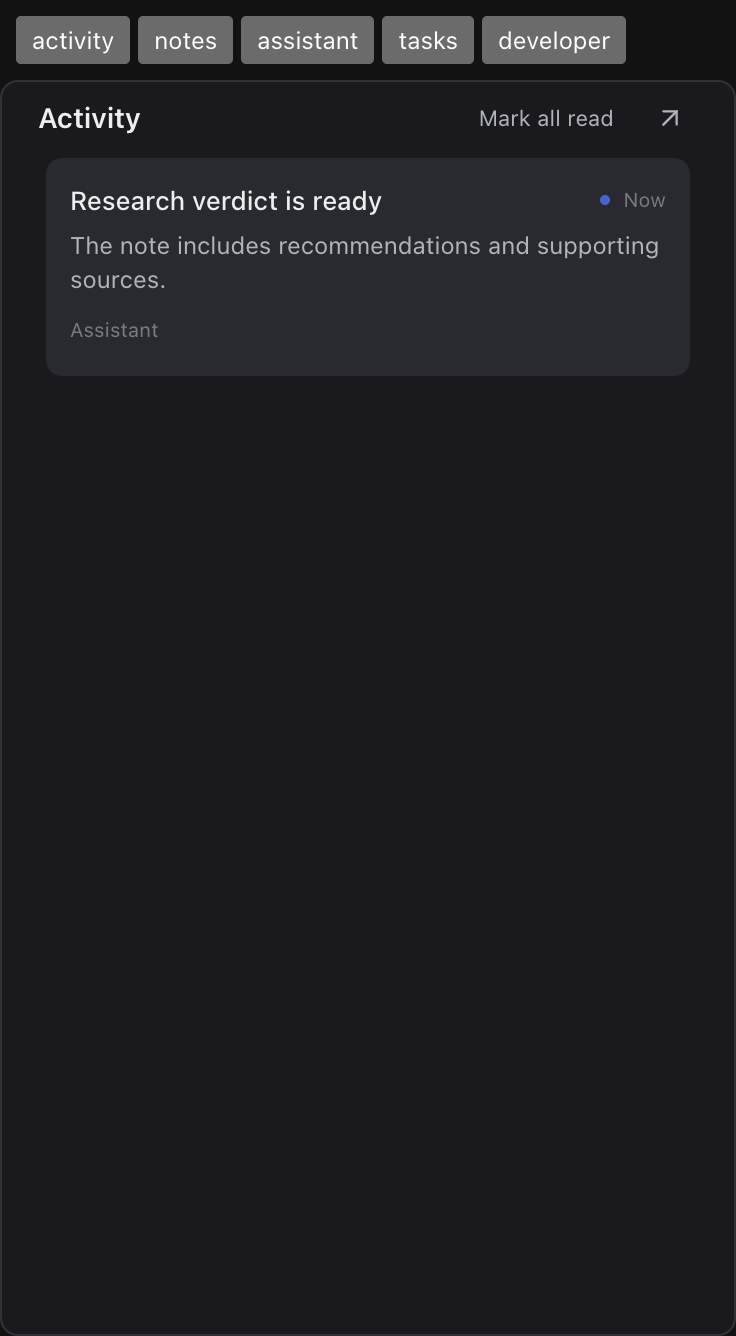 activity notes assistant tasks developer
Activity Mark all read
Research verdict is ready Now
The note includes recommendations and supporting
sources.
Assistant